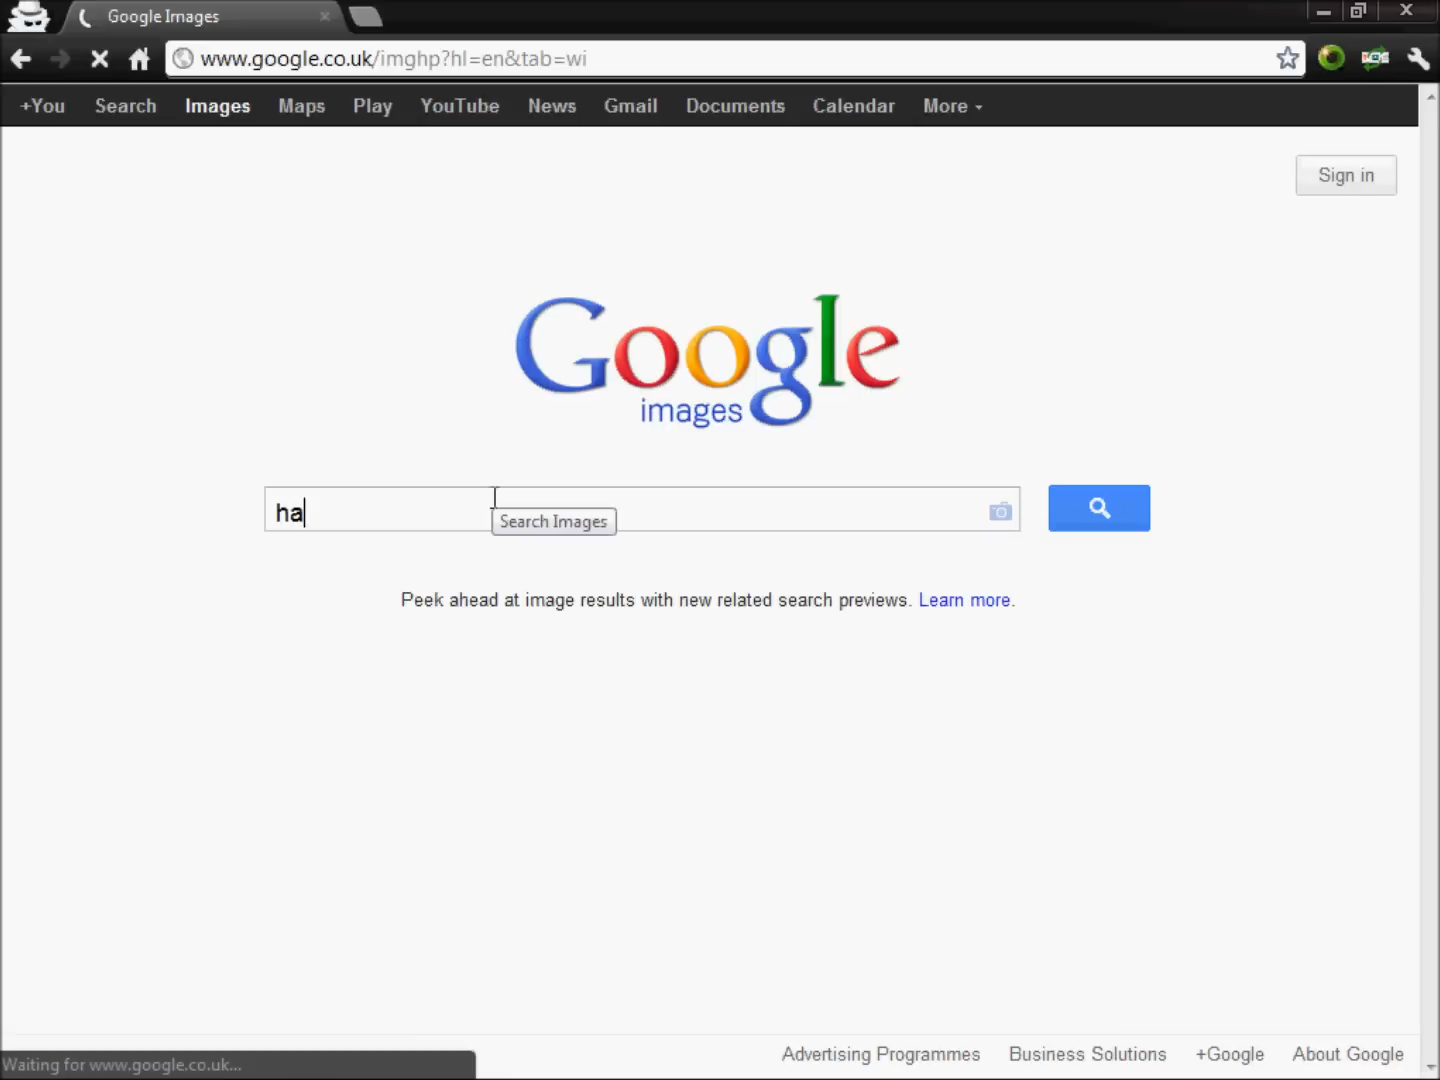 Google Images
www.google.co.uk/imghp?hl=en&tab=wi
+You Search Images Maps Play YouTube News Gmail Documents Calendar More
Sign in
Google
images
ha
Search Images
Peek ahead at image results with new related search previews. Learn more.
Advertising Programmes Business Solutions +Google About Google
Waiting for www.google.co.uk...